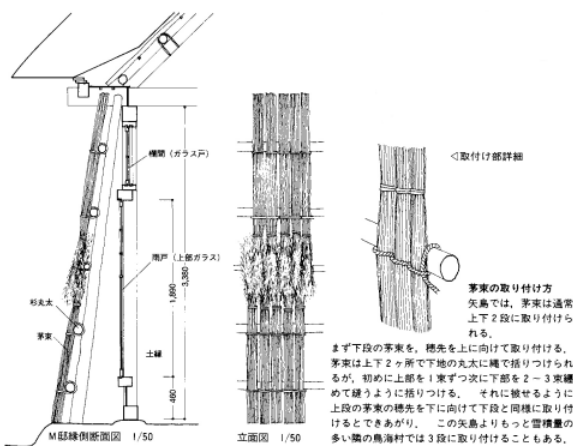 欄間（ガラス戸）
雨戸（上部ガラス）
杉丸太
茅束
土縁
1,890
3,380
460
M邸縁側断面図 1/50
立面図 1/50
◁取付け部詳細
茅束の取り付け方
矢島では，茅束は通常
上下2段に取り付けら
れる．
まず下段の茅束を，穂先を上に向けて取り付ける．
茅束は上下2ヶ所で下地の丸太に縄で括りつけられ
るが，初めに上部を1束ずつ次に下部を2〜3束纏
めて縫うように括りつける． それに被せるように
上段の茅束の穂先を下に向けて下段と同様に取り付
けるとできあがり． この矢島よりもっと雪積量の
多い隣の鳥海村では3段に取り付けることもある．